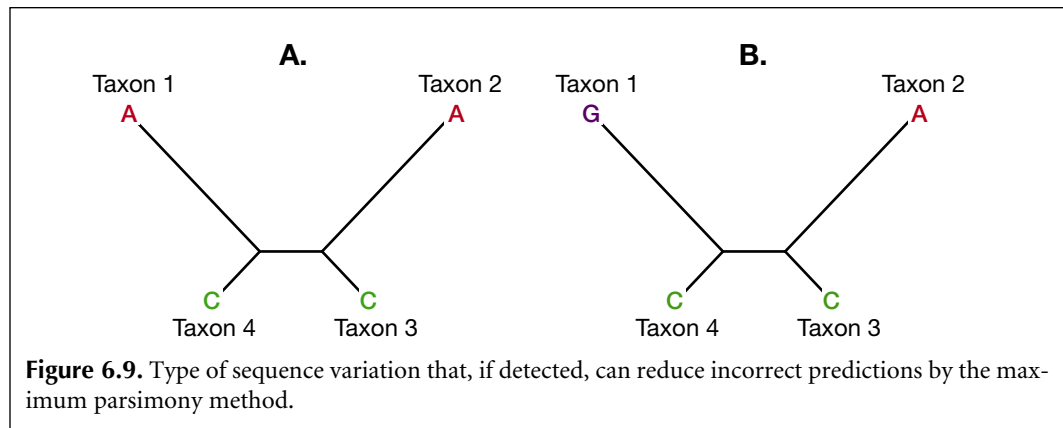 A. B.
Taxon 1 Taxon 2 Taxon 1 Taxon 2
A A G A
C C C C
Taxon 4 Taxon 3 Taxon 4 Taxon 3
Figure 6.9. Type of sequence variation that, if detected, can reduce incorrect predictions by the max-
imum parsimony method.